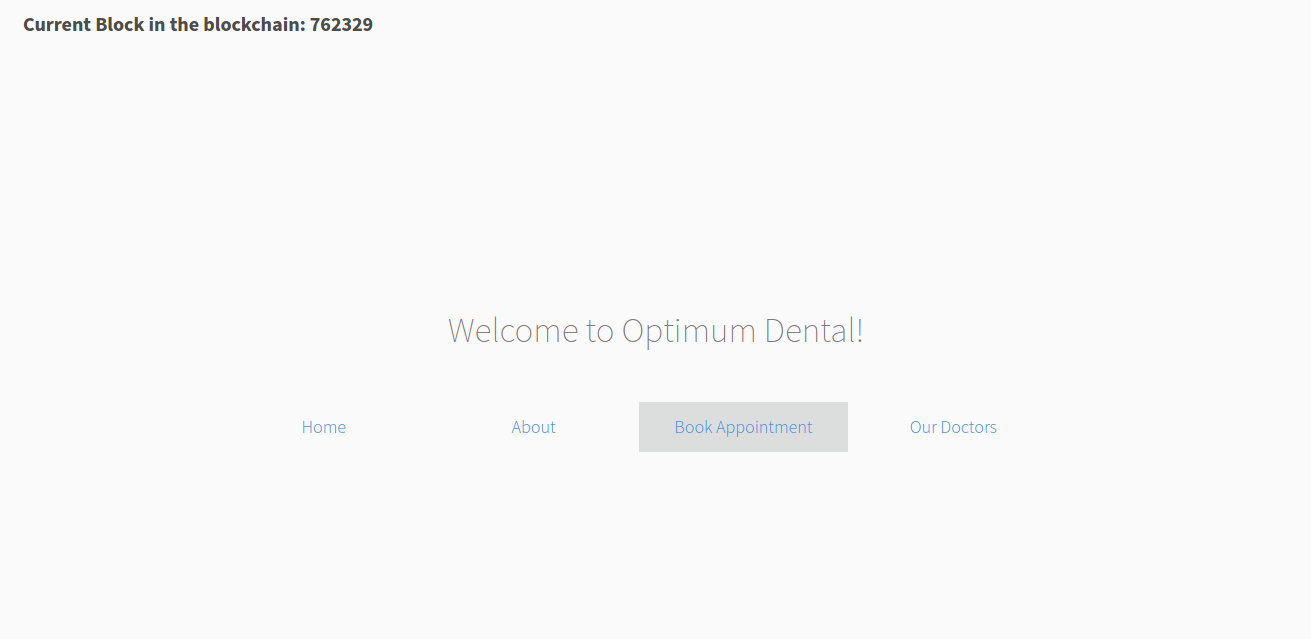 Current Block in the blockchain: 762329
Welcome to Optimum Dental!
Home About Book Appointment Our Doctors